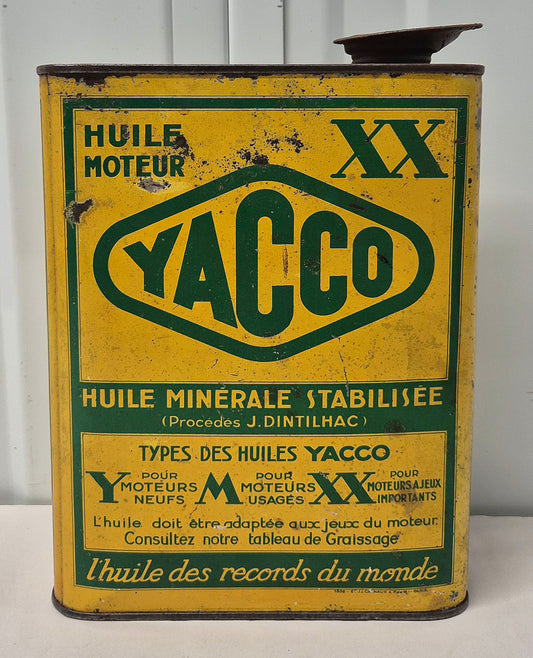 HUILE
MOTEUR
XX
YACCO
HUILE MINÉRALE STABILISÉE
(Procédés J. DINTILHAC)
TYPES DES HUILES YACCO
Y POUR MOTEURS NEUFS M POUR MOTEURS USAGÉS XX POUR MOTEURS A JEUX IMPORTANTS
L'huile doit être adaptée aux jeux du moteur.
Consultez notre tableau de Graissage
l'huile des records du monde